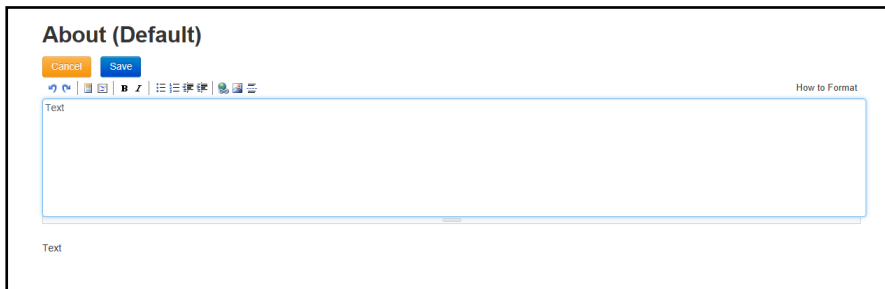 About (Default)
Cancel Save
B I How to Format
Text
Text